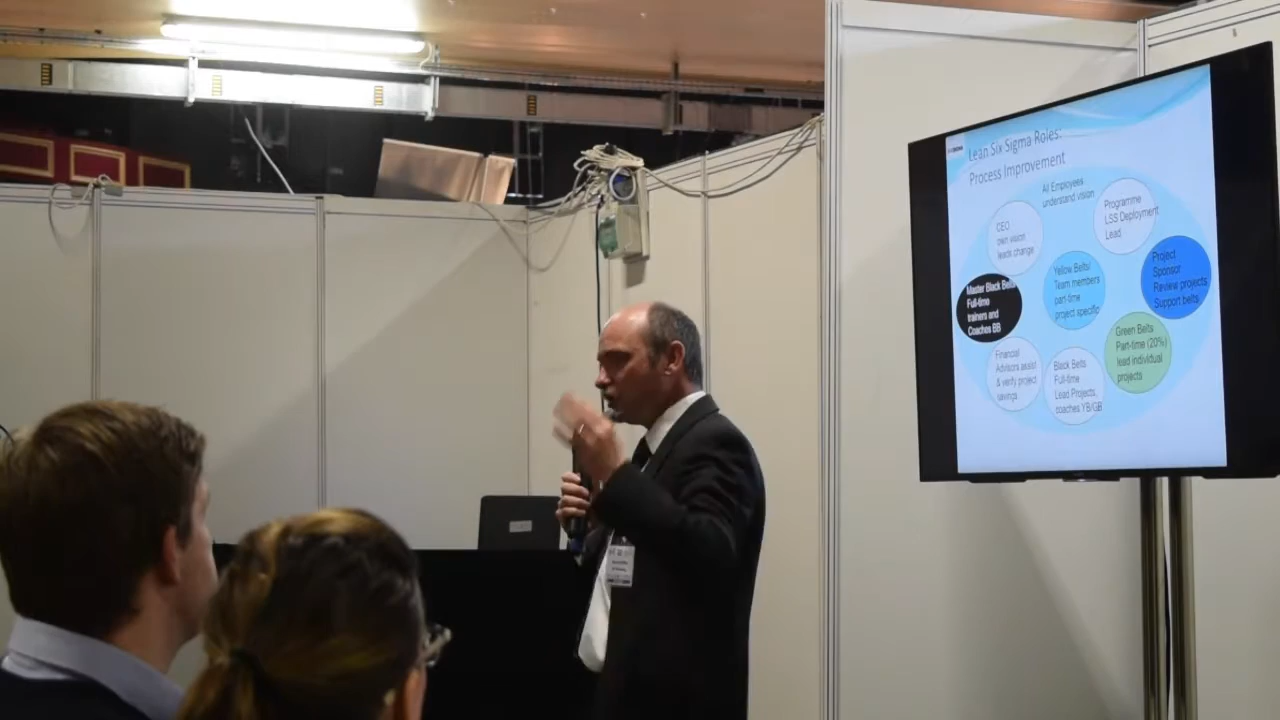 Lean Six Sigma Roles:
Process Improvement
All Employees
understand vision
Programme
LSS Deployment
Lead
CEO
own vision
leads change
Project
Sponsor
Review projects
Support belts
Yellow Belts/
Team members
part-time
project specific
Master Black Belts
Full-time
trainers and
Coaches BB
Green Belts
Part-time (20%)
lead individual
projects
Financial
Advisors assist
& verify project
savings
Black Belts
Full-time
Lead Projects,
coaches YB/GB